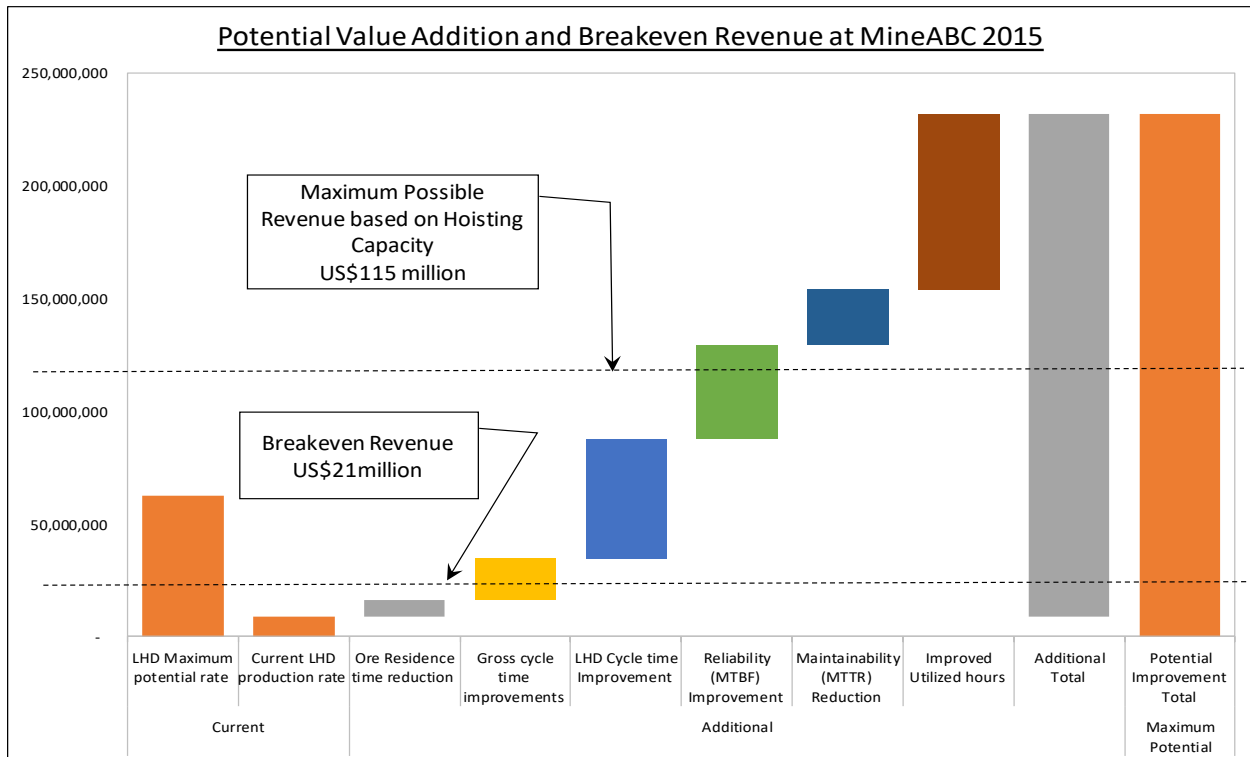 Potential Value Addition and Breakeven Revenue at MineABC 2015
250,000,000
200,000,000
150,000,000
100,000,000
50,000,000
-
Maximum Possible
Revenue based on Hoisting
Capacity
US$115 million
Breakeven Revenue
US$21million
LHD Maximum
potential rate
Current LHD
production rate
Ore Residence
time reduction
Gross cycle
time
improvements
LHD Cycle time
Improvement
Reliability
(MTBF)
Improvement
Maintainability
(MTTR)
Reduction
Improved
Utilized hours
Additional
Total
Potential
Improvement
Total
Current
Additional
Maximum
Potential